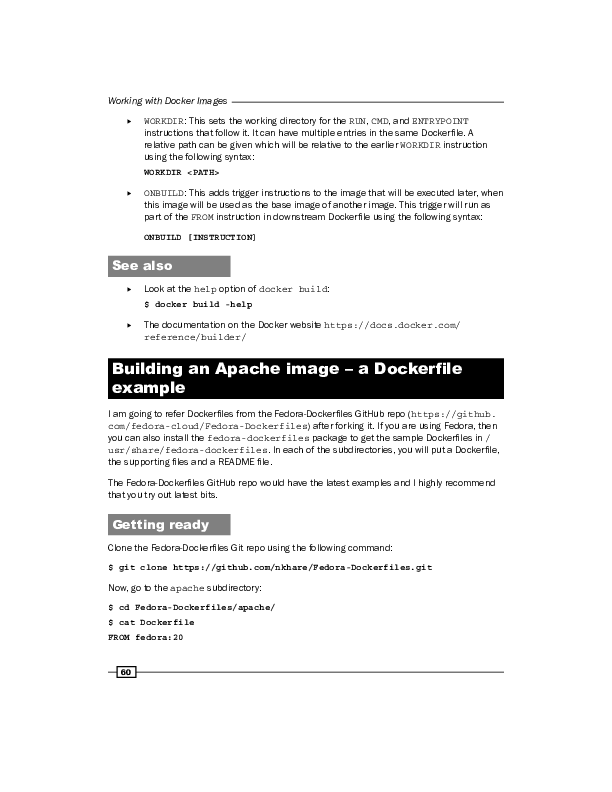 Working with Docker Images
WORKDIR: This sets the working directory for the RUN, CMD, and ENTRYPOINT
instructions that follow it. It can have multiple entries in the same Dockerfile. A
relative path can be given which will be relative to the earlier WORKDIR instruction
using the following syntax:
WORKDIR <PATH>
ONBUILD: This adds trigger instructions to the image that will be executed later, when
this image will be used as the base image of another image. This trigger will run as
part of the FROM instruction in downstream Dockerfile using the following syntax:
ONBUILD [INSTRUCTION]
See also
Look at the help option of docker build:
$ docker build -help
The documentation on the Docker website https://docs.docker.com/
reference/builder/
Building an Apache image – a Dockerfile
example
I am going to refer Dockerfiles from the Fedora-Dockerfiles GitHub repo (https://github.
com/fedora-cloud/Fedora-Dockerfiles) after forking it. If you are using Fedora, then
you can also install the fedora-dockerfiles package to get the sample Dockerfiles in /
usr/share/fedora-dockerfiles. In each of the subdirectories, you will put a Dockerfile,
the supporting files and a README file.
The Fedora-Dockerfiles GitHub repo would have the latest examples and I highly recommend
that you try out latest bits.
Getting ready
Clone the Fedora-Dockerfiles Git repo using the following command:
$ git clone https://github.com/nkhare/Fedora-Dockerfiles.git
Now, go to the apache subdirectory:
$ cd Fedora-Dockerfiles/apache/
$ cat Dockerfile
FROM fedora:20
60